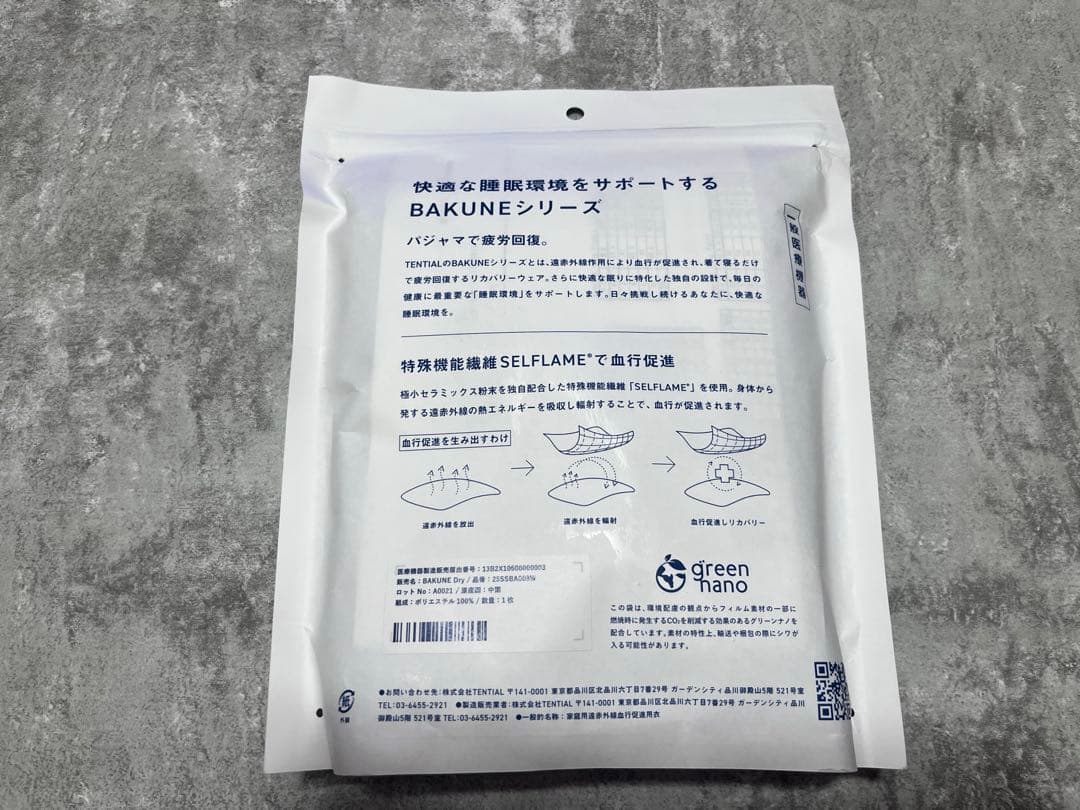 快適な睡眠環境をサポートする
BAKUNEシリーズ
パジャマで疲労回復。
TENTIALのBAKUNEシリーズとは、遠赤外線作用により血行が促進され、着て寝るだけ
で疲労回復するリカバリーウェア。さらに快適な眠りに特化した独自の設計で、毎日の
健康に最重要な「睡眠環境」をサポートします。日々挑戦し続けるあなたに、快適な
睡眠環境を。
一般医療機器
特殊機能繊維SELFLAME®で血行促進
極小セラミックス粉末を独自配合した特殊機能繊維「SELFLAME®」を使用。身体から
発する遠赤外線の熱エネルギーを吸収し輻射することで、血行が促進されます。
血行促進を生み出すわけ
遠赤外線を放出
遠赤外線を輻射
血行促進しリカバリー
医療機器製造販売届出番号:13B2X10600000003
販売名:BAKUNE Dry / 品番:
ロット No:A0021 / 原産国:中国
組成:ポリエステル 100% / 数量:1 枚
green
nano
この袋は、環境配慮の観点からフィルム素材の一部に
燃焼時に発生するCO₂を削減する効果のあるグリーンナノを
配合しています。素材の特性上、輸送や梱包の際にシワが
入る可能性があります。
紙
外装
●お問い合わせ先:株式会社TENTIAL 〒141-0001 東京都品川区北品川六丁目7番29号 ガーデンシティ品川御殿山5階 521号室
TEL:03-6455-2921 ●製造販売業者:株式会社TENTIAL 〒141-0001 東京都品川区北品川六丁目7番29号 ガーデンシティ品川
御殿山5階 521号室 TEL:03-6455-2921 ●一般的名称:家庭用遠赤外線血行促進用衣